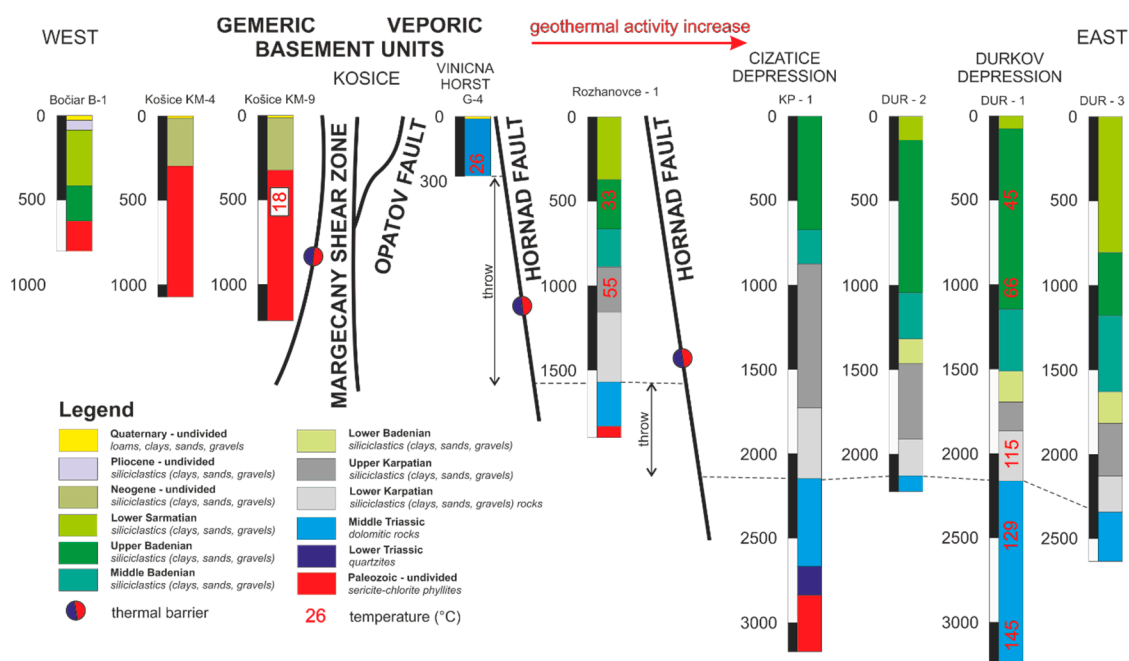 WEST
GEMERIC VEPORIC
BASEMENT UNITS
geothermal activity increase
EAST
KOSICE
VINICNA
HORST
CIZATICE
DEPRESSION
DURKOV
DEPRESSION
Bočiar B-1
Košice KM-4
Košice KM-9
G-4
Rozhanovce - 1
KP - 1
DUR - 2
DUR - 1
DUR - 3
0
500
1000
0
500
1000
0
500
1000
18
MARGECANY SHEAR ZONE
OPATOV FAULT
0
300
26
throw
HORNAD FAULT
0
500
1000
1500
33
55
throw
HORNAD FAULT
0
500
1000
1500
2000
2500
3000
0
500
1000
1500
2000
0
500
1000
1500
2000
2500
3000
45
66
115
129
145
0
500
1000
1500
2000
2500
Legend
Quaternary - undivided
loams, clays, sands, gravels)
Pliocene - undivided
siliciclastics (clays, sands, gravels)
Neogene - undivided
siliciclastics (clays, sands, gravels)
Lower Sarmatian
siliciclastics (clays, sands, gravels)
Upper Badenian
siliciclastics (clays, sands, gravels)
Middle Badenian
siliciclastics (clays, sands, gravels)
thermal barrier
Lower Badenian
siliciclastics (clays, sands, gravels)
Upper Karpatian
siliciclastics (clays, sands, gravels)
Lower Karpatian
siliciclastics (clays, sands, gravels) rocks
Middle Triassic
dolomitic rocks
Lower Triassic
quartzites
Paleozoic - undivided
sericite-chlorite phyllites
26 temperature (°C)